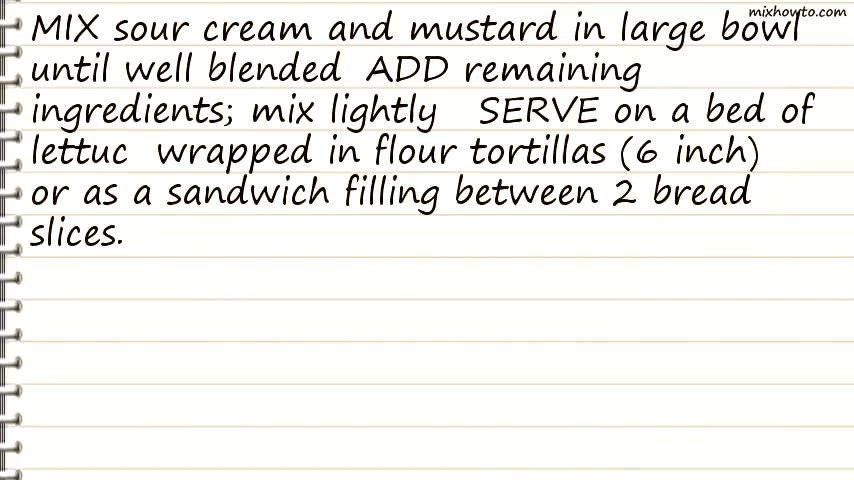 mixhowto.com
MIX sour cream and mustard in large bowl
until well blended  ADD remaining
ingredients; mix lightly   SERVE on a bed of
lettuc  wrapped in flour tortillas (6 inch)
or as a sandwich filling between 2 bread
slices.